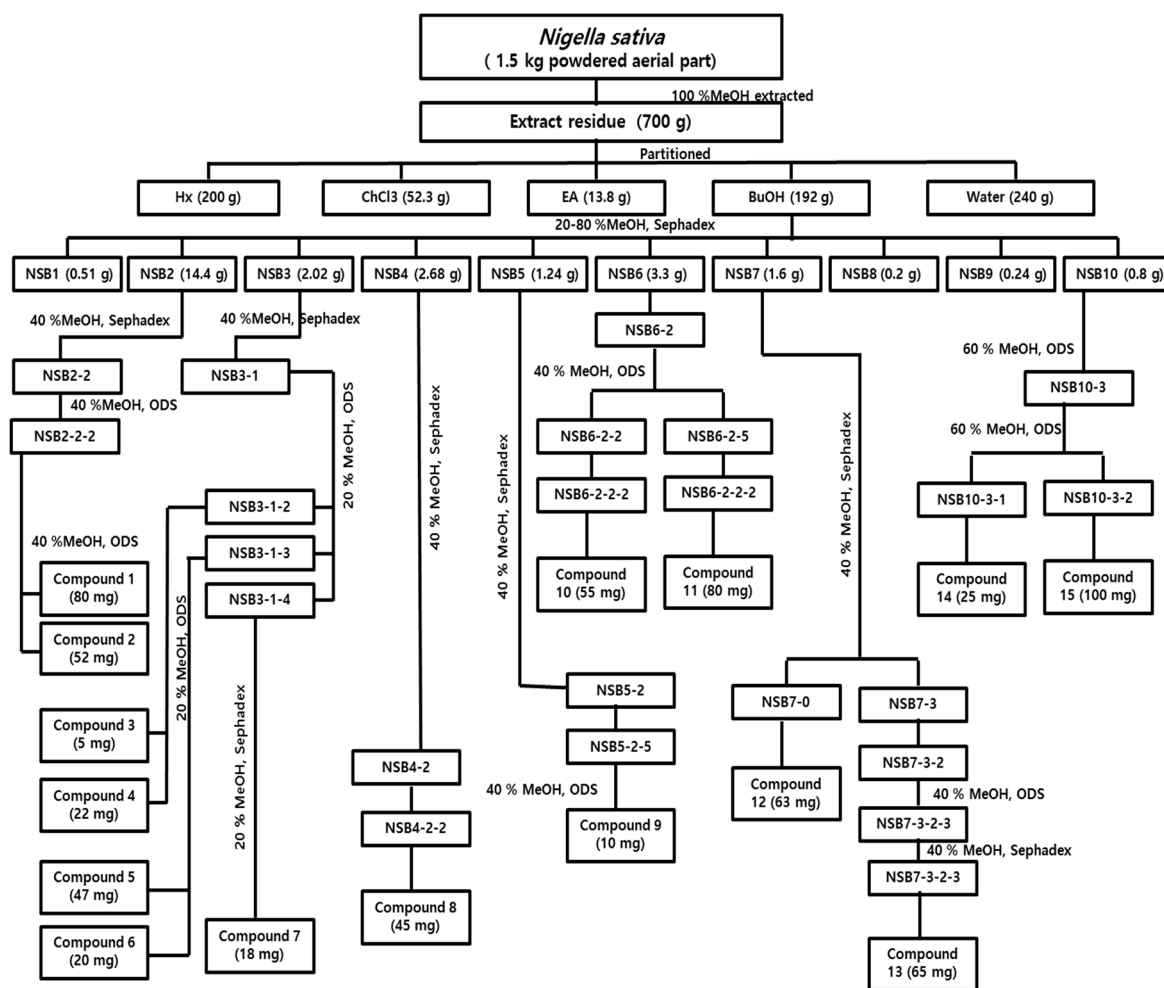 Nigella sativa
( 1.5 kg powdered aerial part)
100 %MeOH extracted
Extract residue (700 g)
Partitioned
Hx (200 g)
ChCl3 (52.3 g)
EA (13.8 g)
BuOH (192 g)
Water (240 g)
20-80 %MeOH, Sephadex
NSB1 (0.51 g)
NSB2 (14.4 g)
NSB3 (2.02 g)
NSB4 (2.68 g)
NSB5 (1.24 g)
NSB6 (3.3 g)
NSB7 (1.6 g)
NSB8 (0.2 g)
NSB9 (0.24 g)
NSB10 (0.8 g)
40 %MeOH, Sephadex
40 %MeOH, Sephadex
NSB2-2
NSB3-1
40 %MeOH, ODS
NSB2-2-2
20 % MeOH, ODS
NSB3-1-2
NSB3-1-3
NSB3-1-4
40 %MeOH, ODS
Compound 1
(80 mg)
Compound 2
(52 mg)
20 % MeOH, ODS
Compound 3
(5 mg)
Compound 4
(22 mg)
Compound 5
(47 mg)
Compound 6
(20 mg)
20 % MeOH, Sephadex
Compound 7
(18 mg)
40 % MeOH, Sephadex
NSB4-2
NSB4-2-2
Compound 8
(45 mg)
40 % MeOH, Sephadex
NSB5-2
NSB5-2-5
40 % MeOH, ODS
Compound 9
(10 mg)
NSB6-2
40 % MeOH, ODS
NSB6-2-2
NSB6-2-5
NSB6-2-2-2
NSB6-2-2-2
Compound
10 (55 mg)
Compound
11 (80 mg)
40 % MeOH, Sephadex
NSB7-0
NSB7-3
Compound
12 (63 mg)
NSB7-3-2
40 % MeOH, ODS
NSB7-3-2-3
40 % MeOH, Sephadex
NSB7-3-2-3
Compound
13 (65 mg)
60 % MeOH, ODS
NSB10-3
60 % MeOH, ODS
NSB10-3-1
NSB10-3-2
Compound
14 (25 mg)
Compound
15 (100 mg)